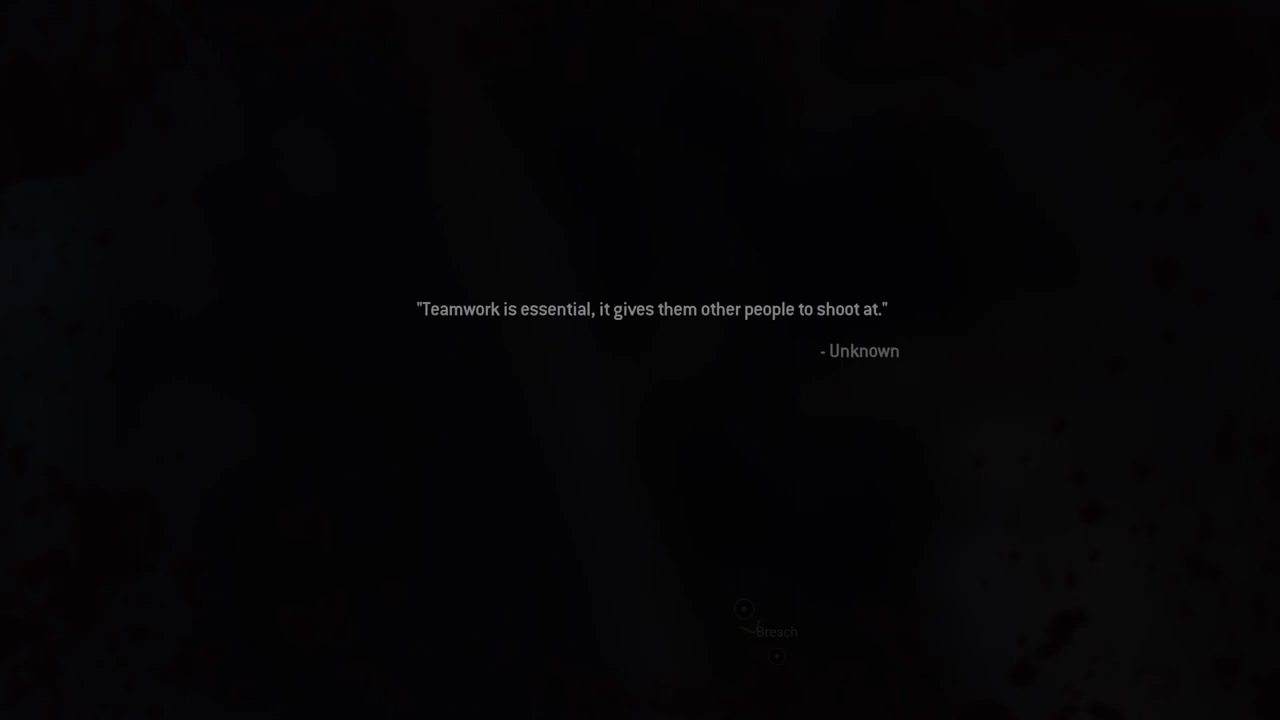 "Teamwork is essential, it gives them other people to shoot at."
- Unknown
Breach